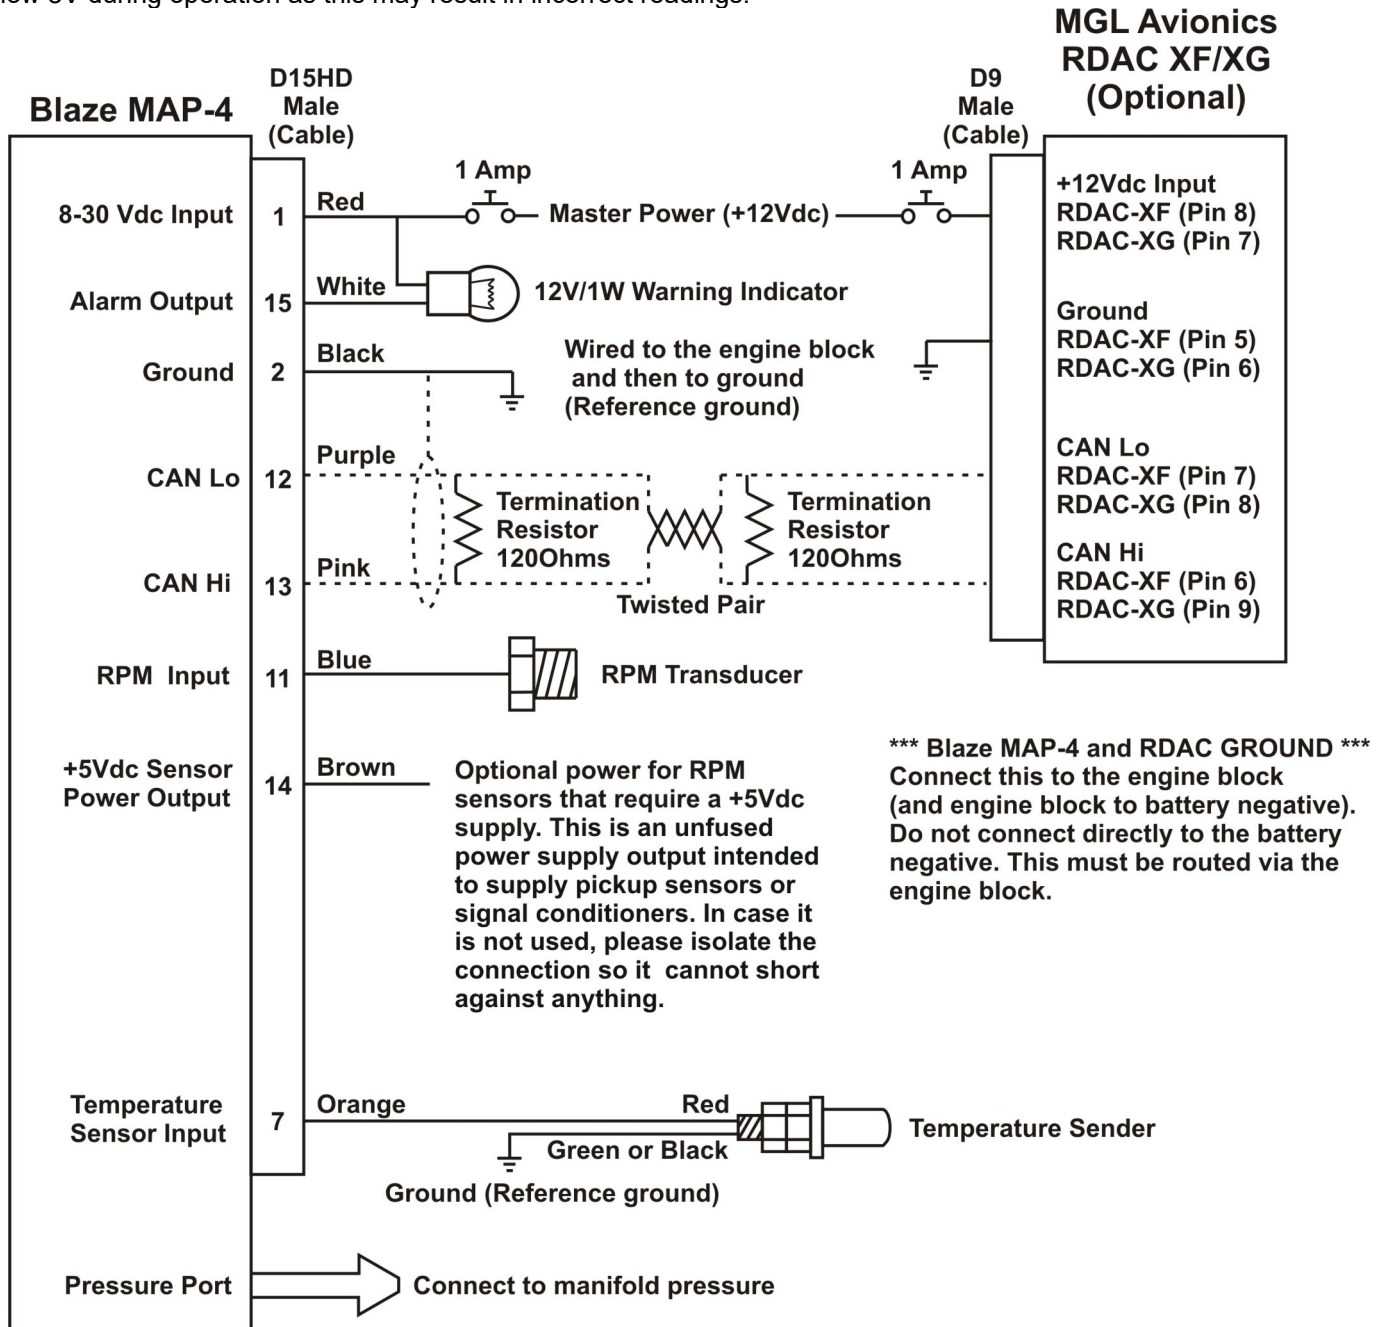 MGL Avionics
RDAC XF/XG
(Optional)
D15HD
Male
(Cable)
D9
Male
(Cable)
Blaze MAP-4
8-30 Vdc Input
1
Red
1 Amp
Master Power (+12Vdc)
1 Amp
+12Vdc Input
RDAC-XF (Pin 8)
RDAC-XG (Pin 7)
Alarm Output
15
White
12V/1W Warning Indicator
Ground
2
Black
Wired to the engine block
and then to ground
(Reference ground)
Ground
RDAC-XF (Pin 5)
RDAC-XG (Pin 6)
CAN Lo
12
Purple
Termination
Resistor
120Ohms
Termination
Resistor
120Ohms
CAN Lo
RDAC-XF (Pin 7)
RDAC-XG (Pin 8)
CAN Hi
13
Pink
Twisted Pair
CAN Hi
RDAC-XF (Pin 6)
RDAC-XG (Pin 9)
RPM Input
11
Blue
RPM Transducer
+5Vdc Sensor
Power Output
14
Brown
Optional power for RPM
sensors that require a +5Vdc
supply. This is an unfused
power supply output intended
to supply pickup sensors or
signal conditioners. In case it
is not used, please isolate the
connection so it cannot short
against anything.
*** Blaze MAP-4 and RDAC GROUND ***
Connect this to the engine block
(and engine block to battery negative).
Do not connect directly to the battery
negative. This must be routed via the
engine block.
Temperature
Sensor Input
7
Orange
Red
Green or Black
Temperature Sender
Ground (Reference ground)
Pressure Port
Connect to manifold pressure